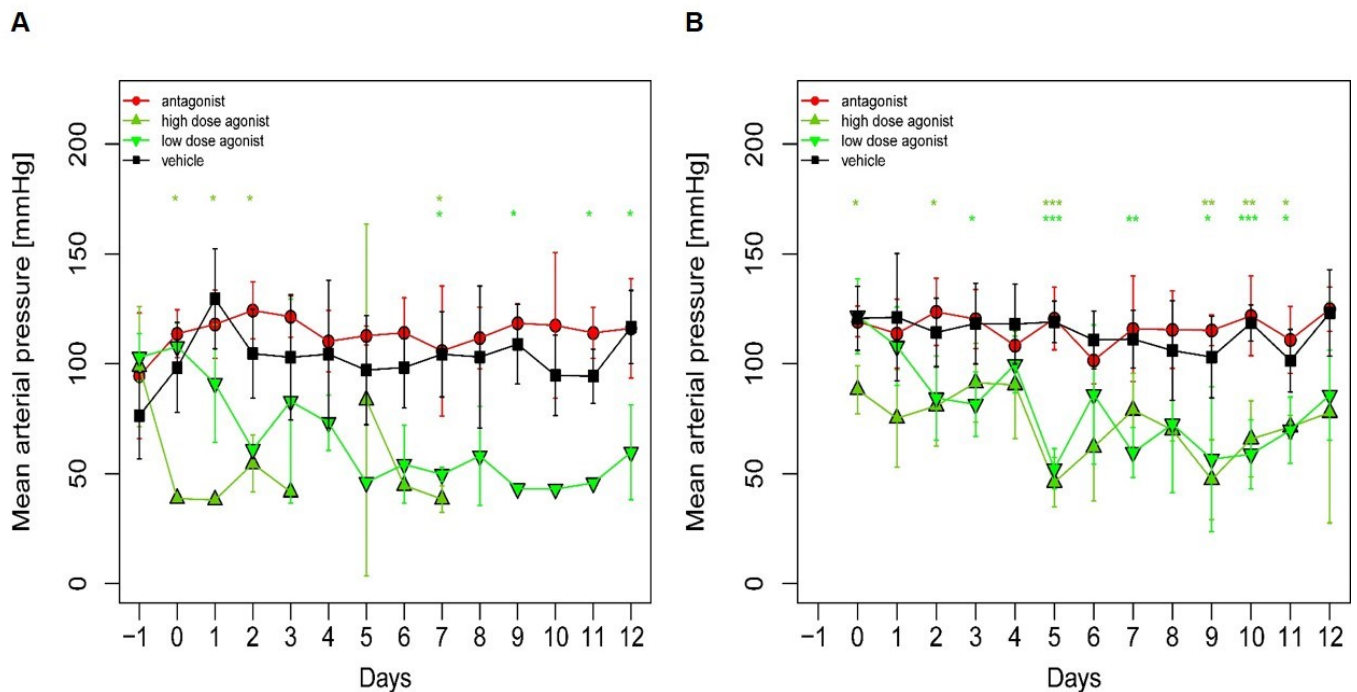 A
Mean arterial pressure [mmHg]
200
150
100
50
0
antagonist
high dose agonist
low dose agonist
vehicle
* * * *
* * * *
−1 0 1 2 3 4 5 6 7 8 9 10 11 12
Days
B
Mean arterial pressure [mmHg]
200
150
100
50
0
antagonist
high dose agonist
low dose agonist
vehicle
* * *** ** ** *
* *** ** * *** *
−1 0 1 2 3 4 5 6 7 8 9 10 11 12
Days